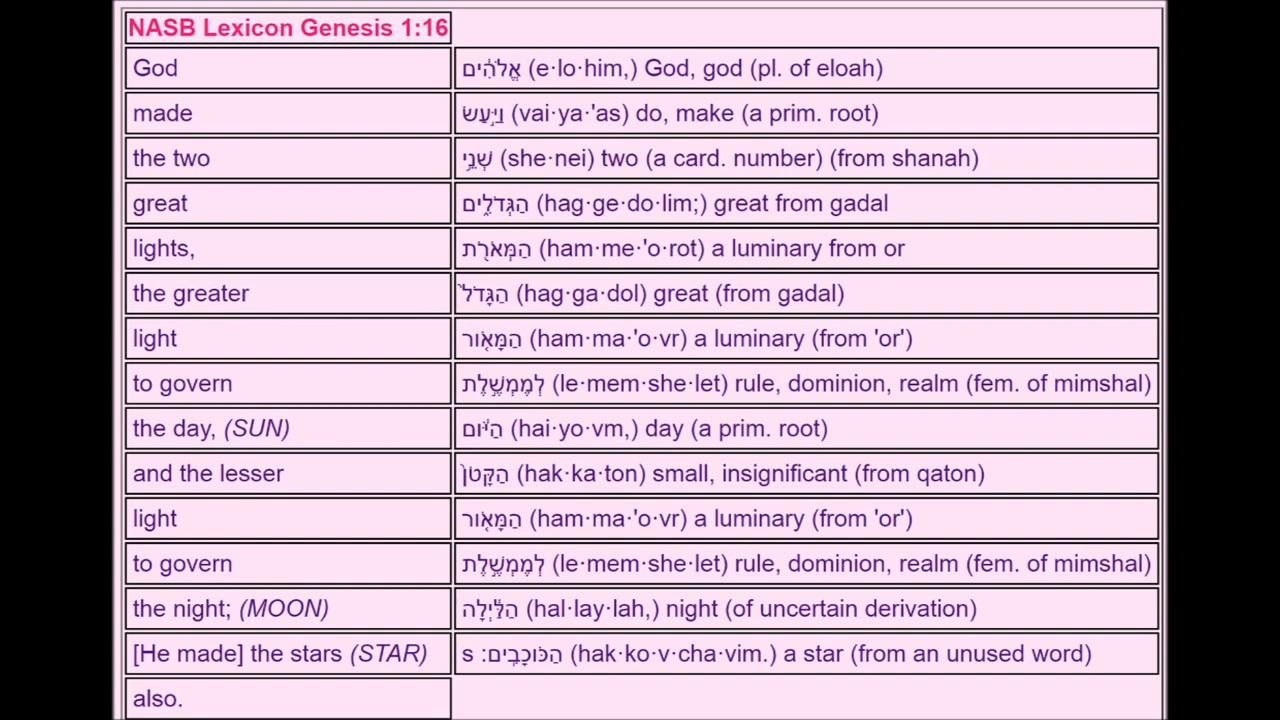 NASB Lexicon Genesis 1:16
God אֱלֹהִ֔ים (e·lo·him,) God, god (pl. of eloah)
made וַיַּ֣עַשׂ (vai·ya·'as) do, make (a prim. root)
the two שְׁנֵ֥י (she·nei) two (a card. number) (from shanah)
great הַגְּדֹלִ֑ים (hag·ge·do·lim;) great from gadal
lights, הַמְּאֹרֹ֖ת (ham·me·'o·rot) a luminary from or
the greater הַגָּדֹל֙ (hag·ga·dol) great (from gadal)
light הַמָּא֤וֹר (ham·ma·'o·vr) a luminary (from 'or')
to govern לְמֶמְשֶׁ֣לֶת (le·mem·she·let) rule, dominion, realm (fem. of mimshal)
the day, (SUN) הַיּ֔וֹם (hai·yo·vm,) day (a prim. root)
and the lesser הַקָּטֹן֙ (hak·ka·ton) small, insignificant (from qaton)
light הַמָּא֤וֹר (ham·ma·'o·vr) a luminary (from 'or')
to govern לְמֶמְשֶׁ֣לֶת (le·mem·she·let) rule, dominion, realm (fem. of mimshal)
the night; (MOON) הַלַּ֔יְלָה (hal·lay·lah,) night (of uncertain derivation)
[He made] the stars (STAR) s :הַכּוֹכָבִֽים (hak·ko·v·cha·vim.) a star (from an unused word)
also.